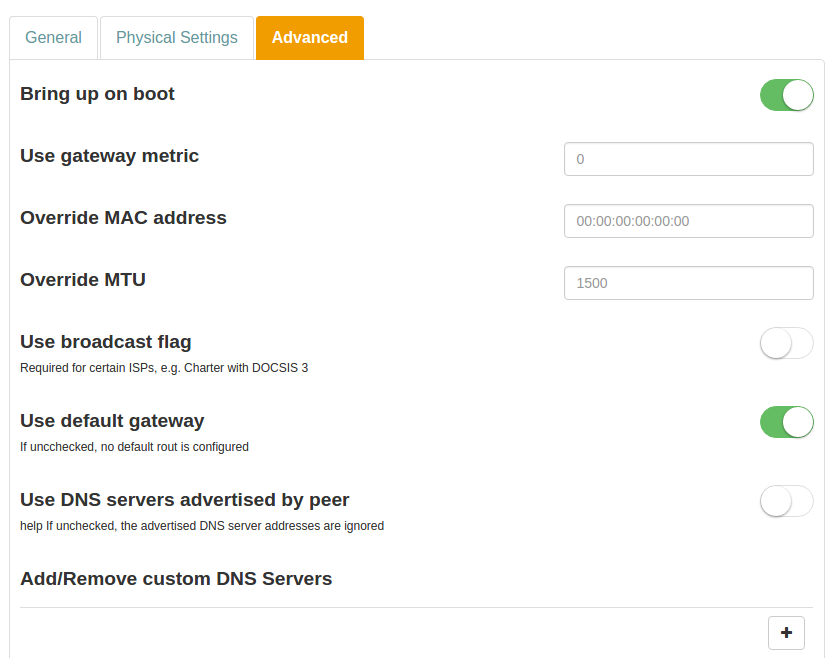 General Physical Settings Advanced
Bring up on boot
Use gateway metric 0
Override MAC address 00:00:00:00:00:00
Override MTU 1500
Use broadcast flag
Required for certain ISPs, e.g. Charter with DOCSIS 3
Use default gateway
If uncchecked, no default rout is configured
Use DNS servers advertised by peer
help If unchecked, the advertised DNS server addresses are ignored
Add/Remove custom DNS Servers
+